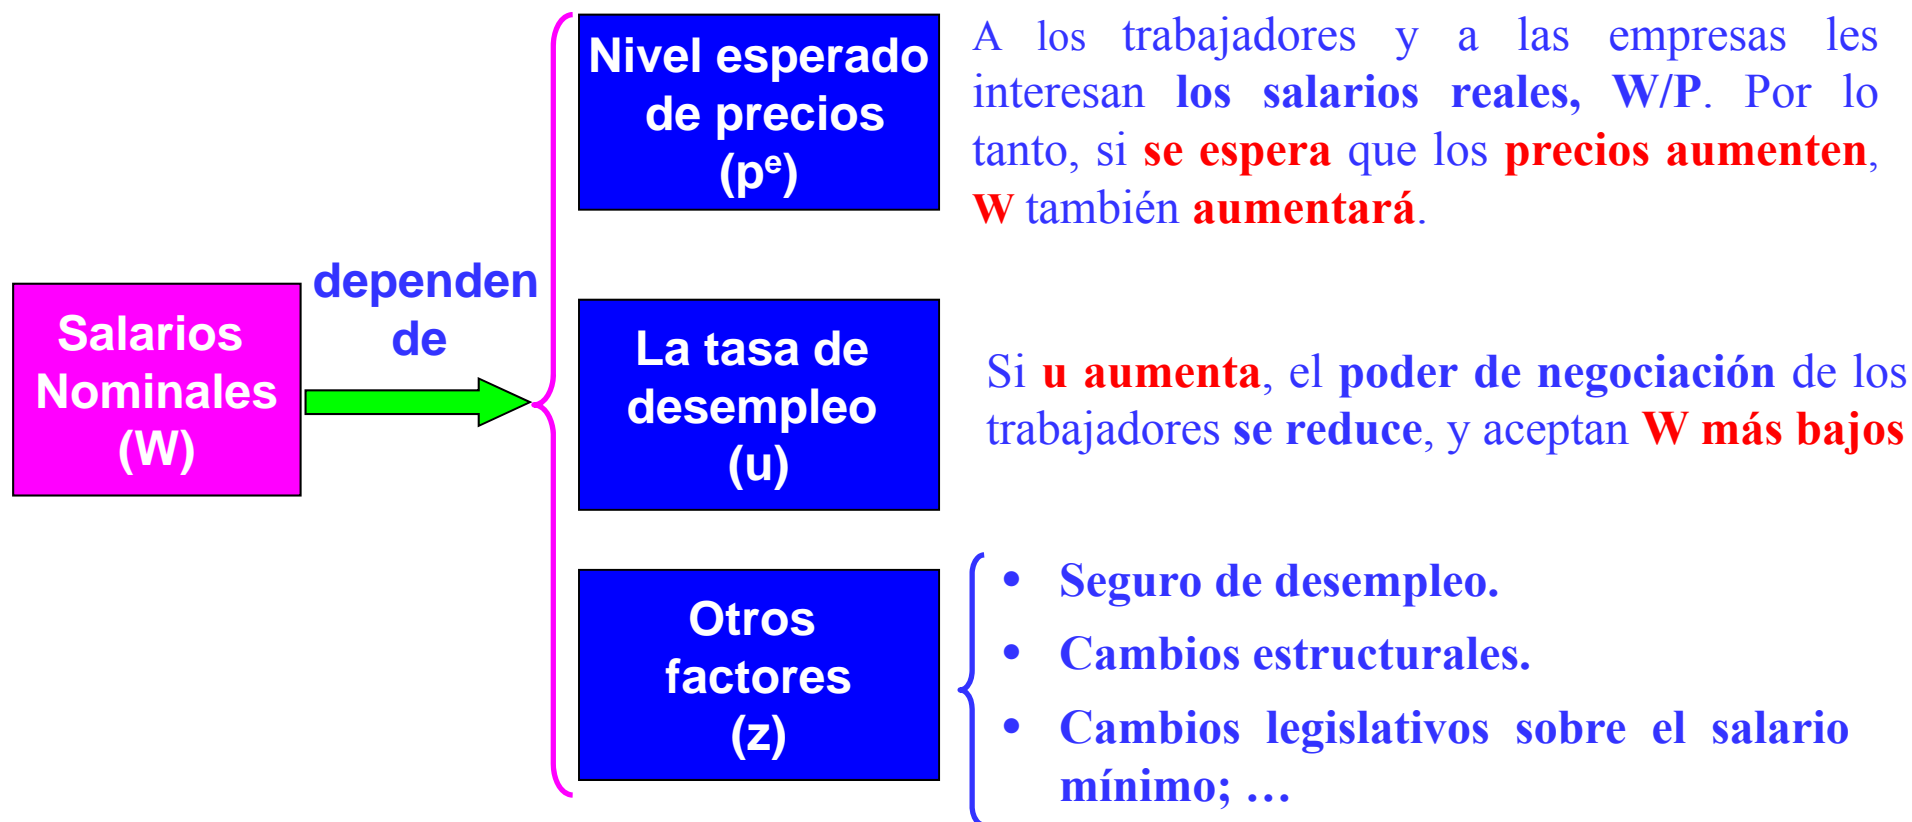 Salarios
Nominales
(W)
dependen
de
Nivel esperado
de precios
(pᵉ)
A los trabajadores y a las empresas les
interesan los salarios reales, W/P. Por lo
tanto, si se espera que los precios aumenten,
W también aumentará.
La tasa de
desempleo
(u)
Si u aumenta, el poder de negociación de los
trabajadores se reduce, y aceptan W más bajos
Otros
factores
(z)
• Seguro de desempleo.
• Cambios estructurales.
• Cambios legislativos sobre el salario
mínimo; …